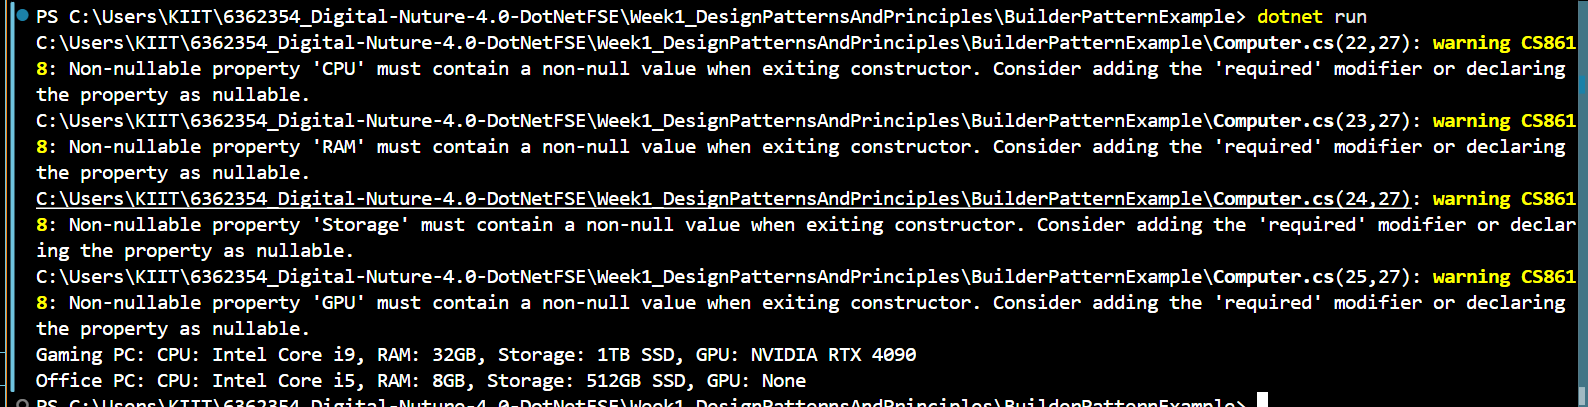 PS C:\Users\KIIT\6362354_Digital-Nuture-4.0-DotNetFSE\Week1_DesignPatternsAndPrinciples\BuilderPatternExample> dotnet run
C:\Users\KIIT\6362354_Digital-Nuture-4.0-DotNetFSE\Week1_DesignPatternsAndPrinciples\BuilderPatternExample\Computer.cs(22,27): warning CS861
8: Non-nullable property 'CPU' must contain a non-null value when exiting constructor. Consider adding the 'required' modifier or declaring
the property as nullable.
C:\Users\KIIT\6362354_Digital-Nuture-4.0-DotNetFSE\Week1_DesignPatternsAndPrinciples\BuilderPatternExample\Computer.cs(23,27): warning CS861
8: Non-nullable property 'RAM' must contain a non-null value when exiting constructor. Consider adding the 'required' modifier or declaring
the property as nullable.
C:\Users\KIIT\6362354_Digital-Nuture-4.0-DotNetFSE\Week1_DesignPatternsAndPrinciples\BuilderPatternExample\Computer.cs(24,27): warning CS861
8: Non-nullable property 'Storage' must contain a non-null value when exiting constructor. Consider adding the 'required' modifier or declar
ing the property as nullable.
C:\Users\KIIT\6362354_Digital-Nuture-4.0-DotNetFSE\Week1_DesignPatternsAndPrinciples\BuilderPatternExample\Computer.cs(25,27): warning CS861
8: Non-nullable property 'GPU' must contain a non-null value when exiting constructor. Consider adding the 'required' modifier or declaring
the property as nullable.
Gaming PC: CPU: Intel Core i9, RAM: 32GB, Storage: 1TB SSD, GPU: NVIDIA RTX 4090
Office PC: CPU: Intel Core i5, RAM: 8GB, Storage: 512GB SSD, GPU: None
PS C:\Users\KIIT\6362354_Digital-Nuture-4.0-DotNetFSE\Week1_DesignPatternsAndPrinciples\BuilderPatternExample>